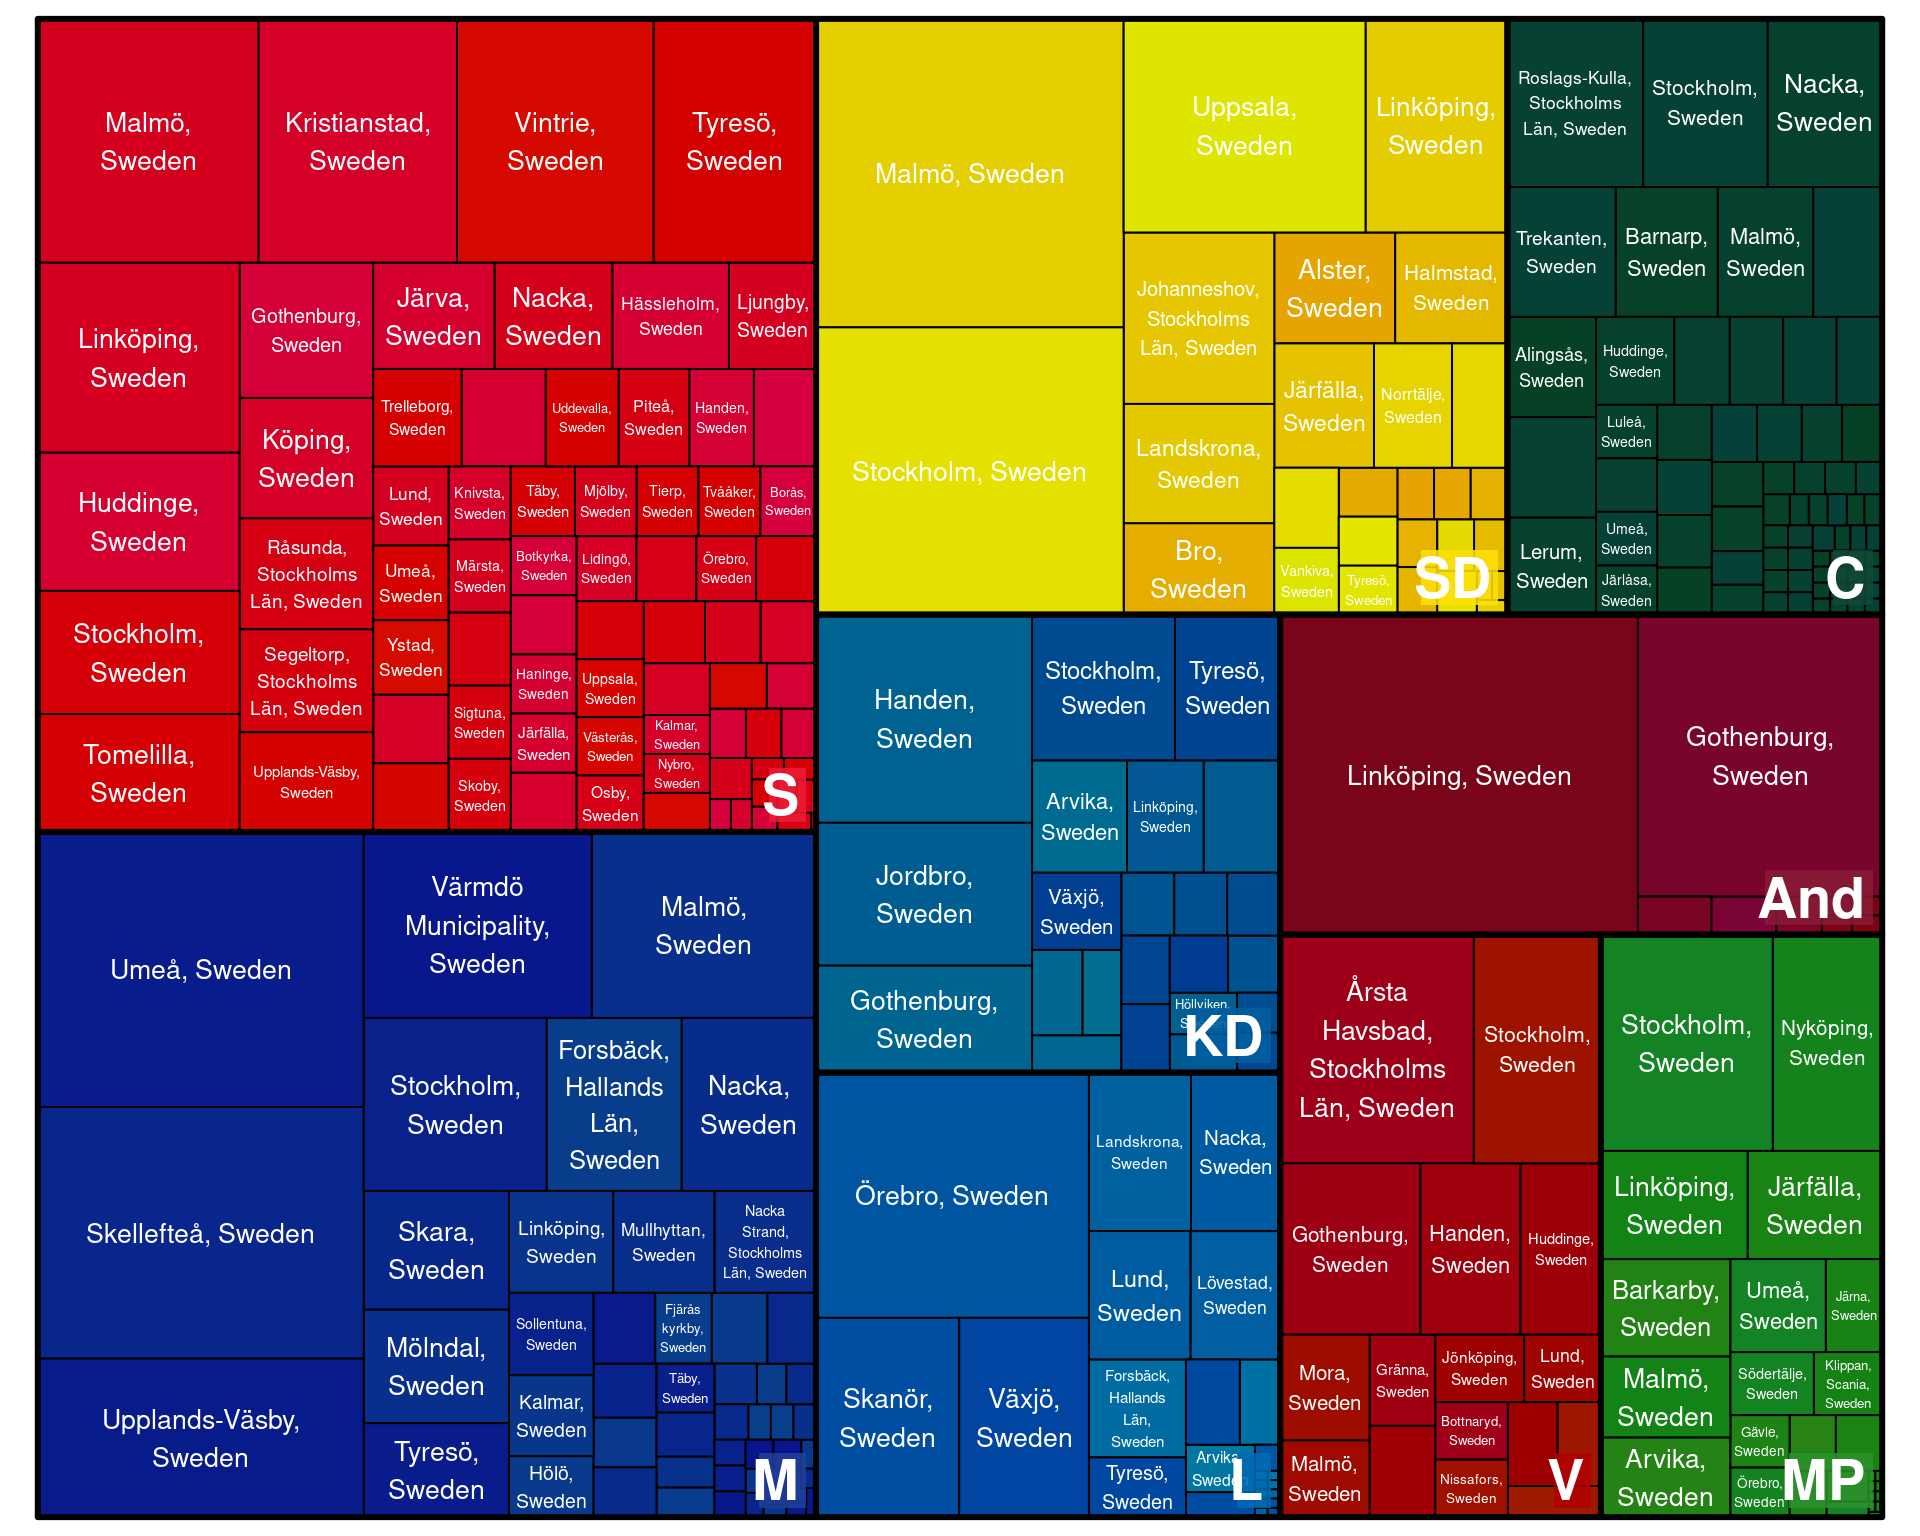 Malmö,
Sweden
Kristianstad,
Sweden
Vintrie,
Sweden
Tyresö,
Sweden
Linköping,
Sweden
Gothenburg,
Sweden
Järva,
Sweden
Nacka,
Sweden
Hässleholm,
Sweden
Ljungby,
Sweden
Köping,
Sweden
Trelleborg,
Sweden
Uddevalla,
Sweden
Piteå,
Sweden
Handen,
Sweden
Huddinge,
Sweden
Råsunda,
Stockholms
Län, Sweden
Lund,
Sweden
Knivsta,
Sweden
Täby,
Sweden
Mjölby,
Sweden
Tierp,
Sweden
Tvååker,
Sweden
Borås,
Sweden
Umeå,
Sweden
Märsta,
Sweden
Botkyrka,
Sweden
Lidingö,
Sweden
Örebro,
Sweden
Stockholm,
Sweden
Segeltorp,
Stockholms
Län, Sweden
Ystad,
Sweden
Haninge,
Sweden
Uppsala,
Sweden
Sigtuna,
Sweden
Järfälla,
Sweden
Västerås,
Sweden
Kalmar,
Sweden
Tomelilla,
Sweden
Upplands-Väsby,
Sweden
Skoby,
Sweden
Osby,
Sweden
Nybro,
Sweden
S
Malmö, Sweden
Uppsala,
Sweden
Linköping,
Sweden
Stockholm, Sweden
Johanneshov,
Stockholms
Län, Sweden
Alster,
Sweden
Halmstad,
Sweden
Landskrona,
Sweden
Järfälla,
Sweden
Norrtälje,
Sweden
Bro,
Sweden
Vankiva,
Sweden
Tyresö,
Sweden
SD
Roslags-Kulla,
Stockholms
Län, Sweden
Stockholm,
Sweden
Nacka,
Sweden
Trekanten,
Sweden
Barnarp,
Sweden
Malmö,
Sweden
Alingsås,
Sweden
Huddinge,
Sweden
Luleå,
Sweden
Lerum,
Sweden
Umeå,
Sweden
Järlåsa,
Sweden
C
Umeå, Sweden
Värmdö
Municipality,
Sweden
Malmö,
Sweden
Skellefteå, Sweden
Stockholm,
Sweden
Forsbäck,
Hallands
Län,
Sweden
Nacka,
Sweden
Skara,
Sweden
Linköping,
Sweden
Mullhyttan,
Sweden
Nacka
Strand,
Stockholms
Län, Sweden
Upplands-Väsby,
Sweden
Mölndal,
Sweden
Sollentuna,
Sweden
Fjärås
kyrkby,
Sweden
Täby,
Sweden
Kalmar,
Sweden
Tyresö,
Sweden
Hölö,
Sweden
M
Handen,
Sweden
Stockholm,
Sweden
Tyresö,
Sweden
Jordbro,
Sweden
Arvika,
Sweden
Linköping,
Sweden
Växjö,
Sweden
Gothenburg,
Sweden
Höllviken,
KD
Örebro, Sweden
Landskrona,
Sweden
Nacka,
Sweden
Lund,
Sweden
Lövestad,
Sweden
Skanör,
Sweden
Växjö,
Sweden
Forsbäck,
Hallands
Län,
Sweden
Arvika,
Sweden
Tyresö,
Sweden
L
Linköping, Sweden
Gothenburg,
Sweden
And
Årsta
Havsbad,
Stockholms
Län, Sweden
Stockholm,
Sweden
Gothenburg,
Sweden
Handen,
Sweden
Huddinge,
Sweden
Mora,
Sweden
Gränna,
Sweden
Jönköping,
Sweden
Lund,
Sweden
Bottnaryd,
Sweden
Malmö,
Sweden
Nissafors,
Sweden
V
Stockholm,
Sweden
Nyköping,
Sweden
Linköping,
Sweden
Järfälla,
Sweden
Barkarby,
Sweden
Umeå,
Sweden
Järna,
Sweden
Malmö,
Sweden
Södertälje,
Sweden
Klippan,
Scania,
Sweden
Gävle,
Sweden
Arvika,
Sweden
Örebro,
Sweden
MP